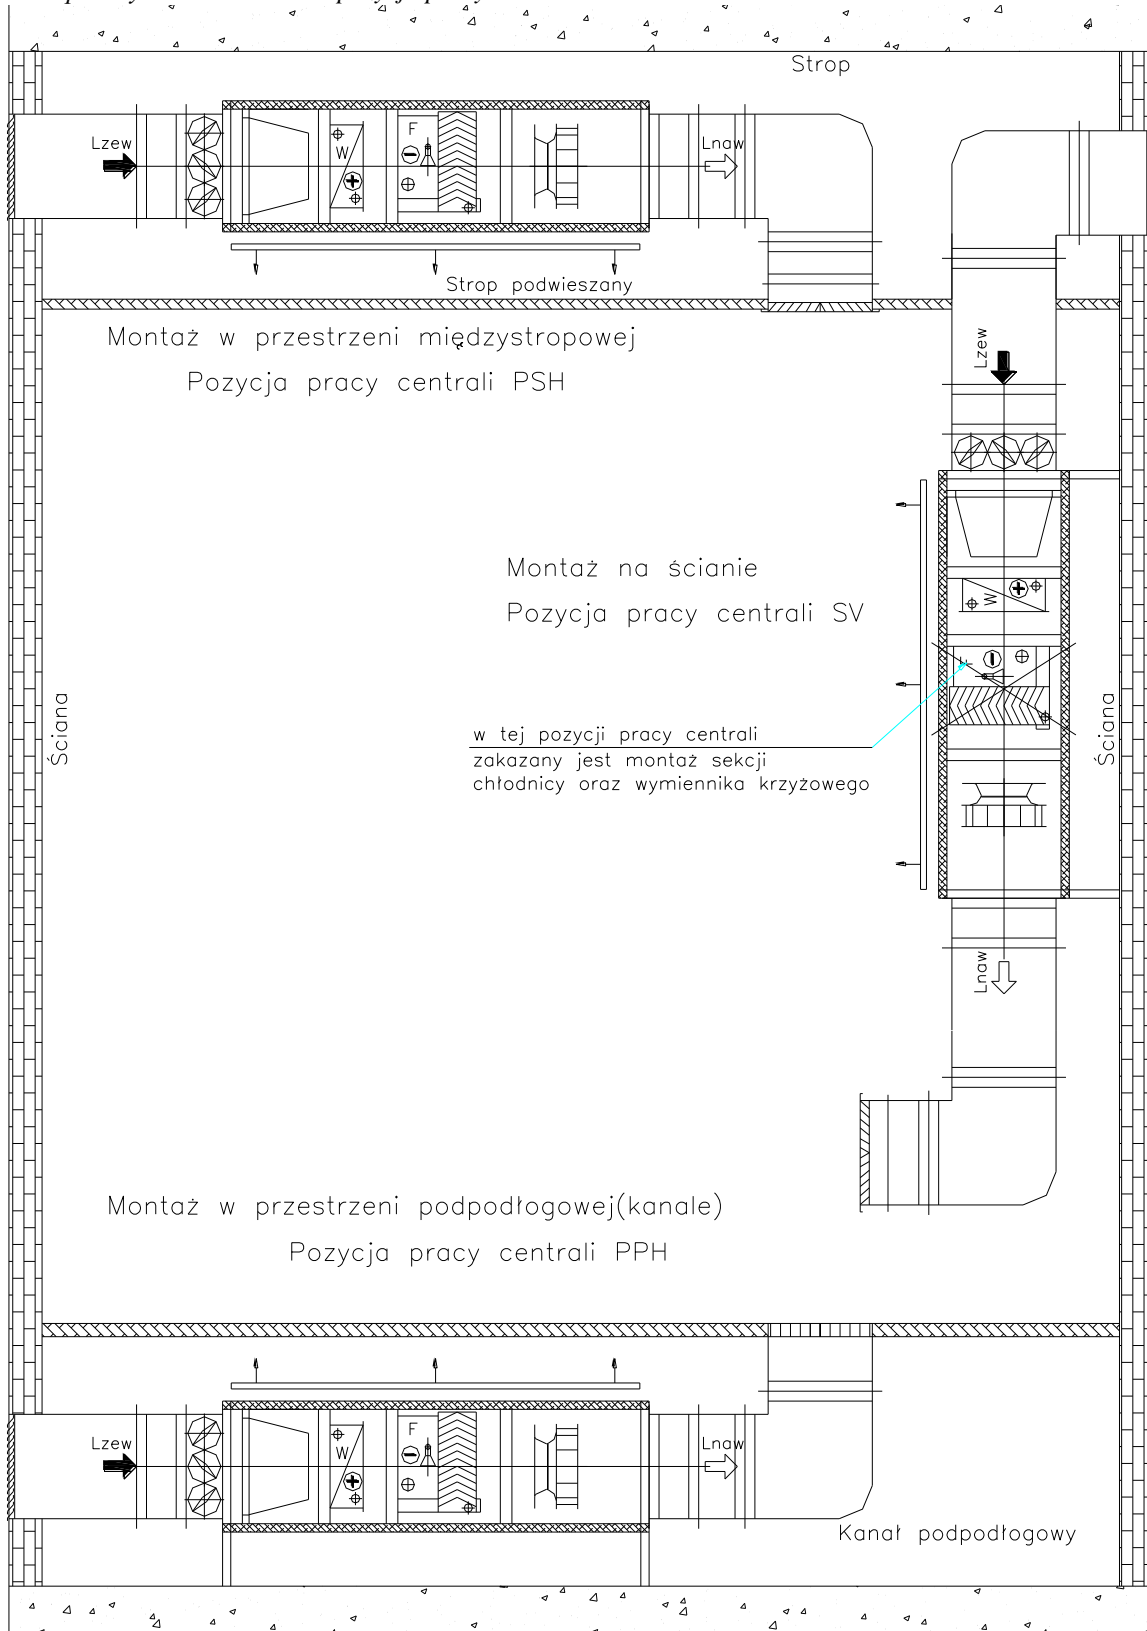 Strop
Lzew
W
F
Lnaw
Strop podwieszany
Montaż w przestrzeni międzystropowej
Pozycja pracy centrali PSH
Lzew
Montaż na ścianie
Pozycja pracy centrali SV
W
F
Ściana
Ściana
w tej pozycji pracy centrali
zakazany jest montaż sekcji
chłodnicy oraz wymiennika krzyżowego
Lnaw
Montaż w przestrzeni podpodłogowej(kanale)
Pozycja pracy centrali PPH
Lzew
W
F
Lnaw
Kanał podpodłogowy